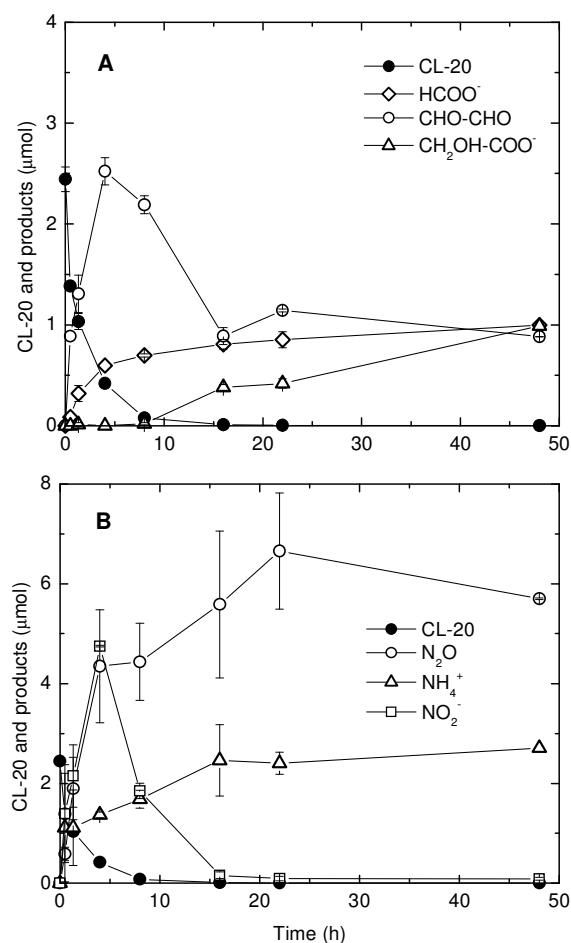 4
A
CL-20
HCOO⁻
CHO-CHO
CH₂OH-COO⁻
3
2
1
0
CL-20 and products (µmol)
0 10 20 30 40 50
8
B
6
CL-20
N₂O
NH₄⁺
NO₂⁻
4
2
0
CL-20 and products (µmol)
0 10 20 30 40 50
Time (h)